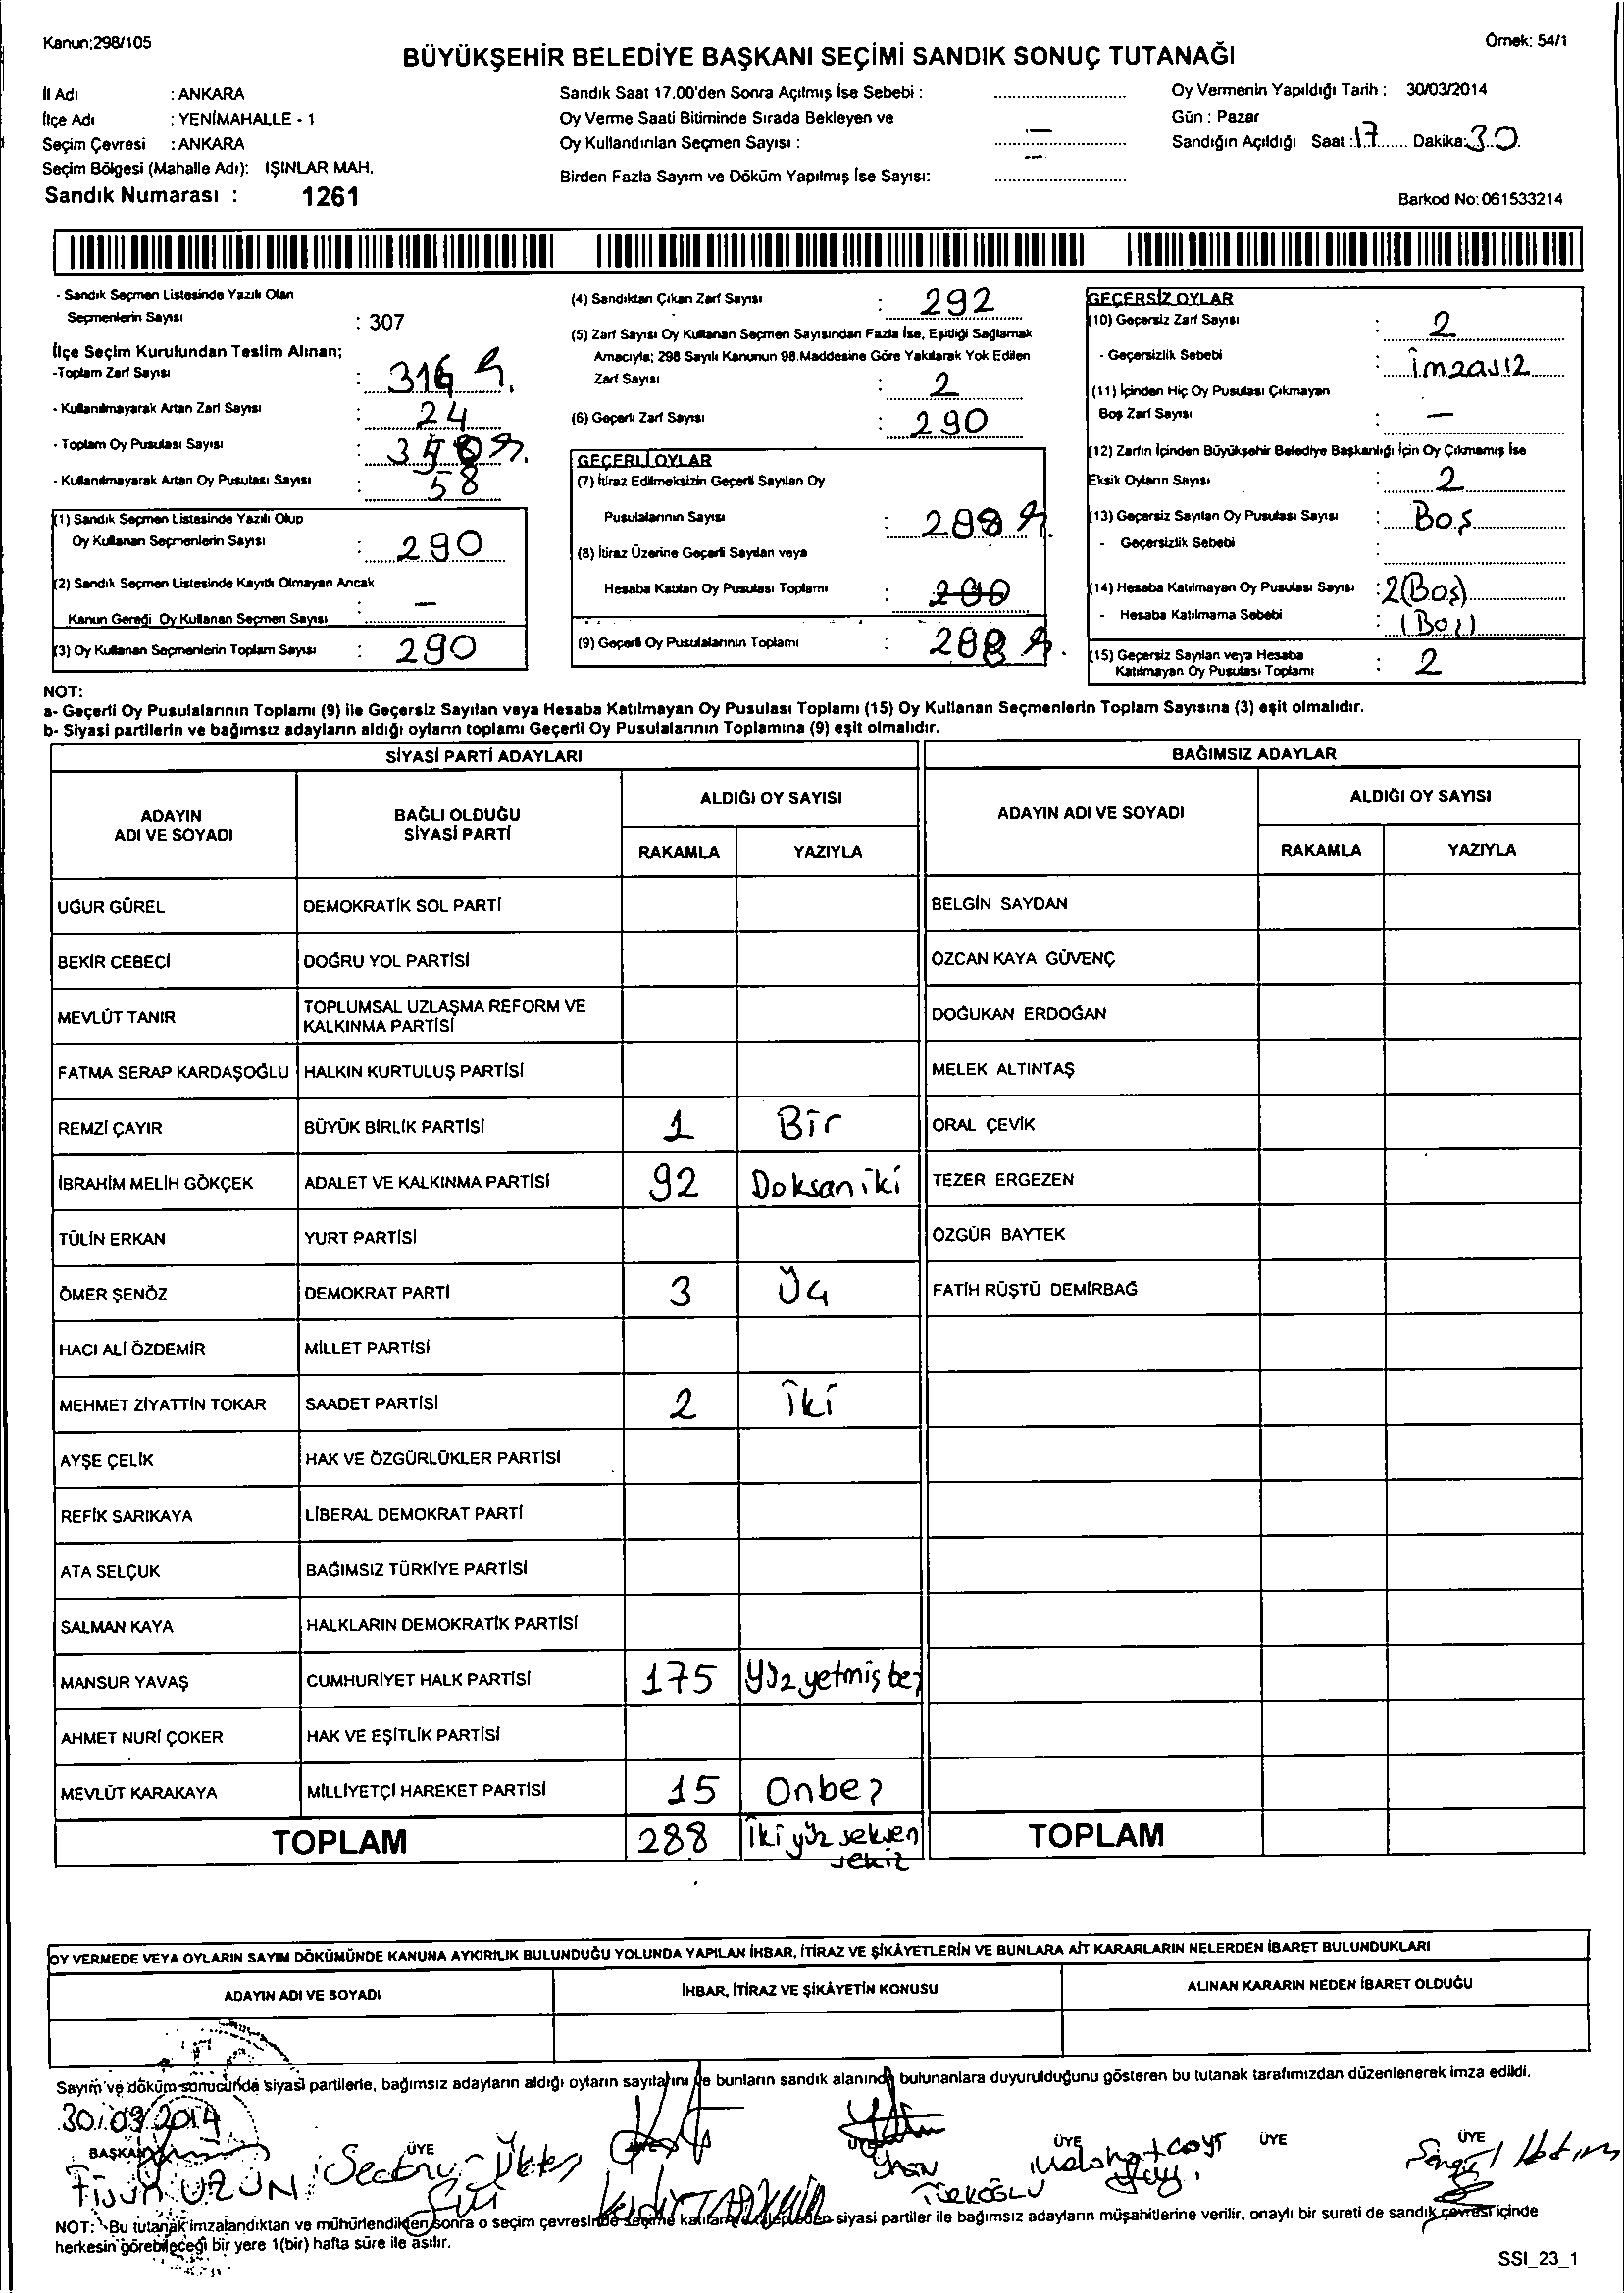 Kanun;298/105
Örnek: 54/1
BÜYÜKŞEHİR BELEDİYE BAŞKANI SEÇİMİ SANDIK SONUÇ TUTANAĞI
İl Adı : ANKARA
İlçe Adı : YENİMAHALLE - 1
Seçim Çevresi : ANKARA
Seçim Bölgesi (Mahalle Adı): IŞINLAR MAH.
Sandık Numarası : 1261
Sandık Saat 17.00'den Sonra Açılmış İse Sebebi :
Oy Verme Saati Bitiminde Sırada Bekleyen ve
Oy Kullandırılan Seçmen Sayısı : —
Birden Fazla Sayım ve Döküm Yapılmış İse Sayısı: —
Oy Vermenin Yapıldığı Tarih : 30/03/2014
Gün : Pazar
Sandığın Açıldığı Saat : 17 Dakika: 30
Barkod No: 061533214
- Sandık Seçmen Listesinde Yazılı Olan
Seçmenlerin Sayısı : 307
İlçe Seçim Kurulundan Teslim Alınan;
-Toplam Zarf Sayısı : 316
- Kullanılmayarak Artan Zarf Sayısı : 24
- Toplam Oy Pusulası Sayısı :
- Kullanılmayarak Artan Oy Pusulası Sayısı : 58
(1) Sandık Seçmen Listesinde Yazılı Olup
Oy Kullanan Seçmenlerin Sayısı : 290
(2) Sandık Seçmen Listesinde Kayıtlı Olmayan Ancak
Kanun Gereği Oy Kullanan Seçmen Sayısı : —
(3) Oy Kullanan Seçmenlerin Toplam Sayısı : 290
(4) Sandıktan Çıkan Zarf Sayısı : 292
(5) Zarf Sayısı Oy Kullanan Seçmen Sayısından Fazla İse, Eşitliği Sağlamak
Amacıyla; 298 Sayılı Kanunun 98.Maddesine Göre Yakılarak Yok Edilen
Zarf Sayısı : 2
(6) Geçerli Zarf Sayısı : 290
GEÇERLİ OYLAR
(7) İtiraz Edilmeksizin Geçerli Sayılan Oy
Pusulalarının Sayısı : 288
(8) İtiraz Üzerine Geçerli Sayılan veya
Hesaba Katılan Oy Pusulası Toplamı :
(9) Geçerli Oy Pusulalarının Toplamı : 288
GEÇERSİZ OYLAR
(10) Geçersiz Zarf Sayısı : 2
- Geçersizlik Sebebi : İmzasız
(11) İçinden Hiç Oy Pusulası Çıkmayan
Boş Zarf Sayısı : —
(12) Zarfın İçinden Büyükşehir Belediye Başkanlığı İçin Oy Çıkmamış İse
Eksik Oyların Sayısı : 2
(13) Geçersiz Sayılan Oy Pusulası Sayısı : Boş
- Geçersizlik Sebebi :
(14) Hesaba Katılmayan Oy Pusulası Sayısı : 2(Boş)
- Hesaba Katılmama Sebebi : (Boş)
(15) Geçersiz Sayılan veya Hesaba
Katılmayan Oy Pusulası Toplamı : 2
NOT:
a- Geçerli Oy Pusulalarının Toplamı (9) ile Geçersiz Sayılan veya Hesaba Katılmayan Oy Pusulası Toplamı (15) Oy Kullanan Seçmenlerin Toplam Sayısına (3) eşit olmalıdır.
b- Siyasi partilerin ve bağımsız adayların aldığı oyların toplamı Geçerli Oy Pusulalarının Toplamına (9) eşit olmalıdır.
SİYASİ PARTİ ADAYLARI
BAĞIMSIZ ADAYLAR
ADAYIN ADI VE SOYADI
BAĞLI OLDUĞU SİYASİ PARTİ
ALDIĞI OY SAYISI
RAKAMLA YAZIYLA
ADAYIN ADI VE SOYADI
ALDIĞI OY SAYISI
RAKAMLA YAZIYLA
UĞUR GÜREL DEMOKRATİK SOL PARTİ BELGİN SAYDAN
BEKİR CEBECİ DOĞRU YOL PARTİSİ ÖZCAN KAYA GÜVENÇ
MEVLÜT TANIR TOPLUMSAL UZLAŞMA REFORM VE KALKINMA PARTİSİ DOĞUKAN ERDOĞAN
FATMA SERAP KARDAŞOĞLU HALKIN KURTULUŞ PARTİSİ MELEK ALTINTAŞ
REMZİ ÇAYIR BÜYÜK BİRLİK PARTİSİ 1 Bir ORAL ÇEVİK
İBRAHİM MELİH GÖKÇEK ADALET VE KALKINMA PARTİSİ 92 Doksaniki TEZER ERGEZEN
TÜLİN ERKAN YURT PARTİSİ ÖZGÜR BAYTEK
ÖMER ŞENÖZ DEMOKRAT PARTİ 3 Üç FATİH RÜŞTÜ DEMİRBAĞ
HACI ALİ ÖZDEMİR MİLLET PARTİSİ
MEHMET ZİYATTİN TOKAR SAADET PARTİSİ 2 İki
AYŞE ÇELİK HAK VE ÖZGÜRLÜKLER PARTİSİ
REFİK SARIKAYA LİBERAL DEMOKRAT PARTİ
ATA SELÇUK BAĞIMSIZ TÜRKİYE PARTİSİ
SALMAN KAYA HALKLARIN DEMOKRATİK PARTİSİ
MANSUR YAVAŞ CUMHURİYET HALK PARTİSİ 175 Yüzyetmişbeş
AHMET NURİ ÇOKER HAK VE EŞİTLİK PARTİSİ
MEVLÜT KARAKAYA MİLLİYETÇİ HAREKET PARTİSİ 15 Onbeş
TOPLAM 288 İkiyüz seksen sekiz TOPLAM
OY VERMEDE VEYA OYLARIN SAYIM DÖKÜMÜNDE KANUNA AYKIRILIK BULUNDUĞU YOLUNDA YAPILAN İHBAR, İTİRAZ VE ŞİKÂYETLERİN VE BUNLARA AİT KARARLARIN NELERDEN İBARET BULUNDUKLARI
ADAYIN ADI VE SOYADI İHBAR, İTİRAZ VE ŞİKÂYETİN KONUSU ALINAN KARARIN NEDEN İBARET OLDUĞU
Sayım ve döküm sonucunda siyasi partilerle, bağımsız adayların aldığı oyların sayılarını ve bunların sandık alanında bulunanlara duyurulduğunu gösteren bu tutanak tarafımızdan düzenlenerek imza edildi.
30/03/2014
BAŞKAN ÜYE ÜYE ÜYE ÜYE ÜYE
UZUN TÜRKOĞLU
NOT: Bu tutanak imzalandıktan ve mühürlendikten sonra o seçim çevresinde seçime katılan siyasi partiler ile bağımsız adayların müşahitlerine verilir, onaylı bir sureti de sandık çevresi içinde
herkesin görebileceği bir yere 1(bir) hafta süre ile asılır.
SSI_23_1